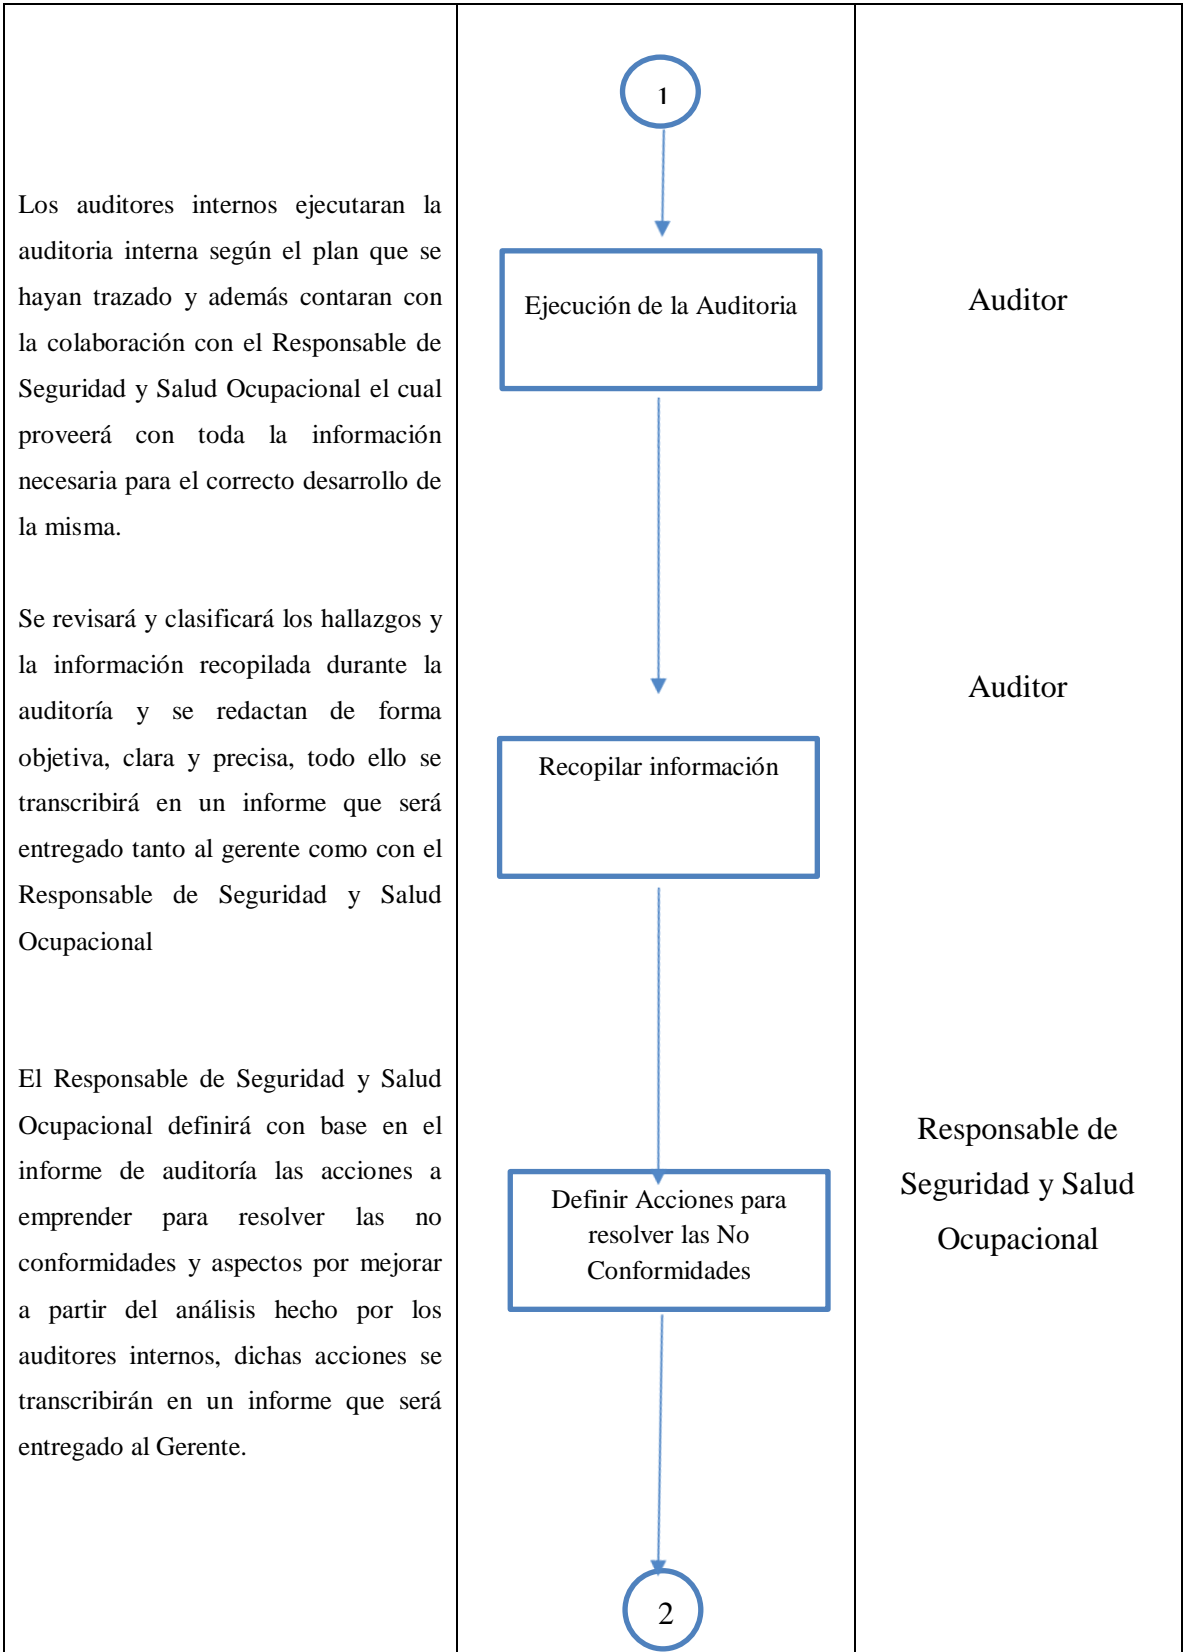 1
Los auditores internos ejecutaran la
auditoria interna según el plan que se
hayan trazado y además contaran con
la colaboración con el Responsable de
Seguridad y Salud Ocupacional el cual
proveerá con toda la información
necesaria para el correcto desarrollo de
la misma.
Ejecución de la Auditoria
Auditor
Se revisará y clasificará los hallazgos y
la información recopilada durante la
auditoría y se redactan de forma
objetiva, clara y precisa, todo ello se
transcribirá en un informe que será
entregado tanto al gerente como con el
Responsable de Seguridad y Salud
Ocupacional
Recopilar información
Auditor
El Responsable de Seguridad y Salud
Ocupacional definirá con base en el
informe de auditoría las acciones a
emprender para resolver las no
conformidades y aspectos por mejorar
a partir del análisis hecho por los
auditores internos, dichas acciones se
transcribirán en un informe que será
entregado al Gerente.
Definir Acciones para
resolver las No
Conformidades
Responsable de
Seguridad y Salud
Ocupacional
2